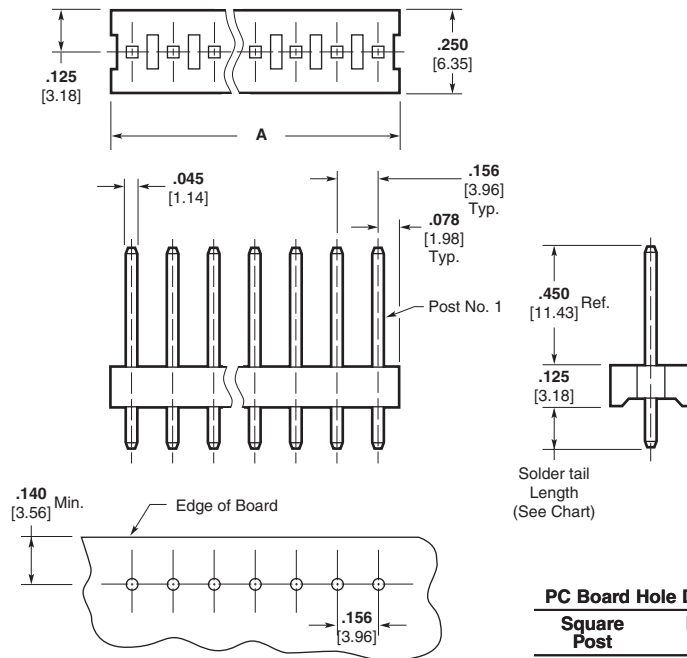 .125
[3.18]
.250
[6.35]
A
.045
[1.14]
.156
[3.96]
Typ.
.078
[1.98]
Typ.
Post No. 1
.450
[11.43]
Ref.
.125
[3.18]
Solder tail
Length
(See Chart)
.140
[3.56]
Min.
Edge of Board
.156
[3.96]
PC Board Hole
Square
Post